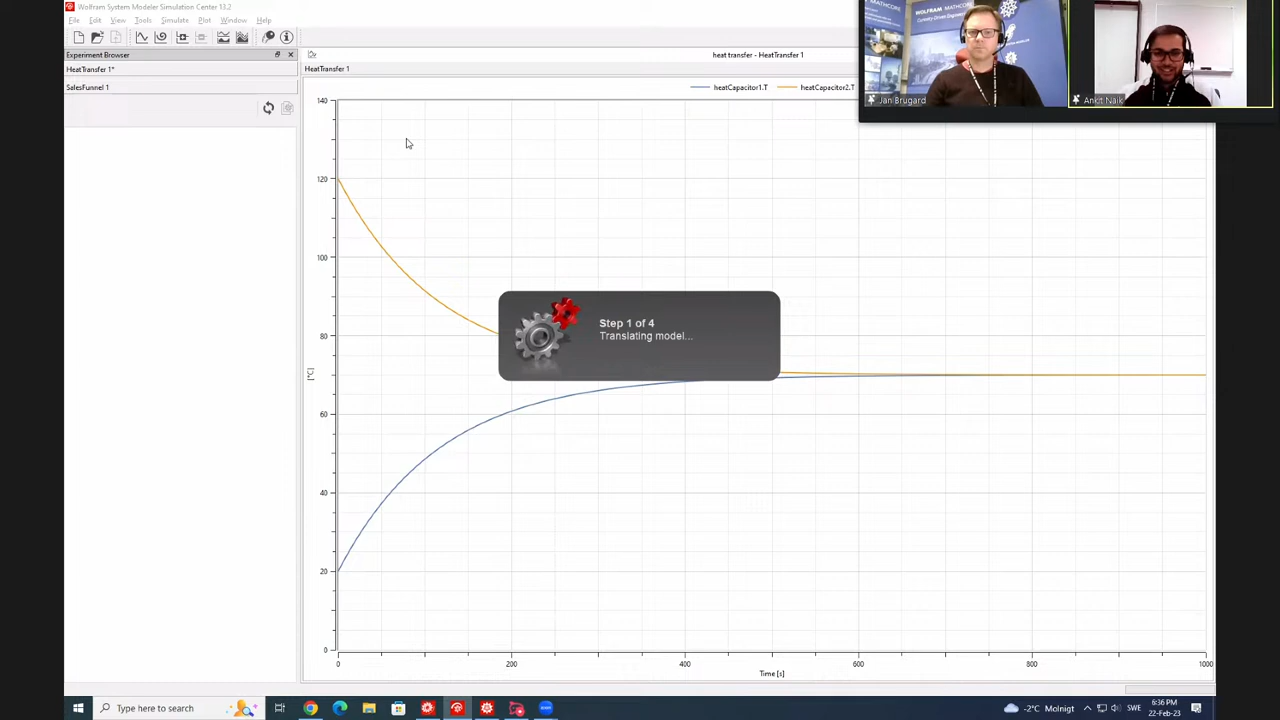 Wolfram System Modeler Simulation Center 13.2
File Edit View Tools Simulate Plot Window Help
Experiment Browser
heat transfer - HeatTransfer 1
HeatTransfer 1*
HeatTransfer 1
SalesFunnel 1
heatCapacitor1.T
heatCapacitor2.T
WOLFRAM MATHCORE
Jan Brugard
Ankit Naik
140
120
100
80
60
40
20
0
[°C]
Step 1 of 4
Translating model...
0 200 400 600 800 1000
Time [s]
Type here to search
-2°C Molnigt
SWE
6:36 PM
22-Feb-23